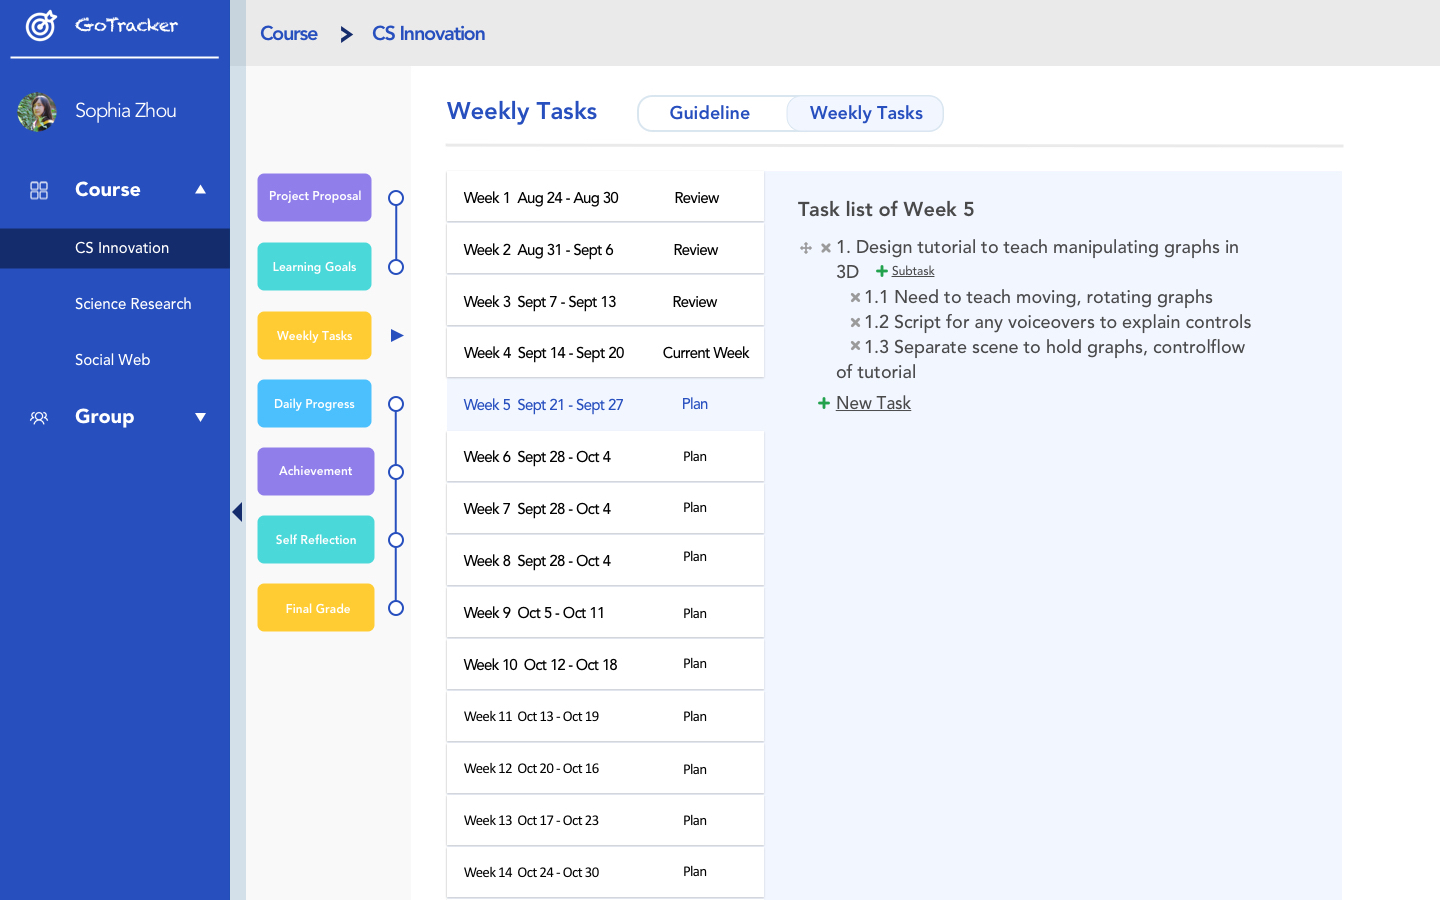 GoTracker
Sophia Zhou
Course
CS Innovation
Science Research
Social Web
Group
Course > CS Innovation
Project Proposal
Learning Goals
Weekly Tasks
Daily Progress
Achievement
Self Reflection
Final Grade
Weekly Tasks
Guideline
Weekly Tasks
Week 1 Aug 24 - Aug 30 Review
Week 2 Aug 31 - Sept 6 Review
Week 3 Sept 7 - Sept 13 Review
Week 4 Sept 14 - Sept 20 Current Week
Week 5 Sept 21 - Sept 27 Plan
Week 6 Sept 28 - Oct 4 Plan
Week 7 Sept 28 - Oct 4 Plan
Week 8 Sept 28 - Oct 4 Plan
Week 9 Oct 5 - Oct 11 Plan
Week 10 Oct 12 - Oct 18 Plan
Week 11 Oct 13 - Oct 19 Plan
Week 12 Oct 20 - Oct 16 Plan
Week 13 Oct 17 - Oct 23 Plan
Week 14 Oct 24 - Oct 30 Plan
Task list of Week 5
1. Design tutorial to teach manipulating graphs in
3D + Subtask
1.1 Need to teach moving, rotating graphs
1.2 Script for any voiceovers to explain controls
1.3 Separate scene to hold graphs, controlflow
of tutorial
+ New Task